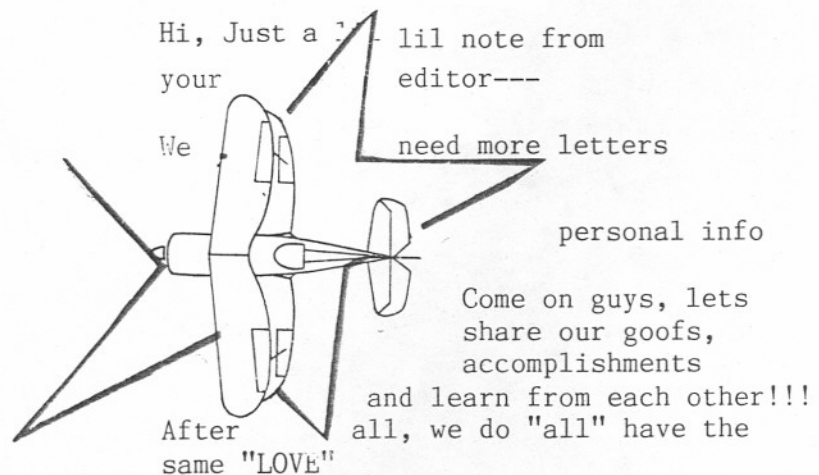 Hi, Just a lil note from
your editor---
We need more letters
personal info
Come on guys, lets
share our goofs,
accomplishments
and learn from each other!!!
After all, we do "all" have the
same "LOVE"